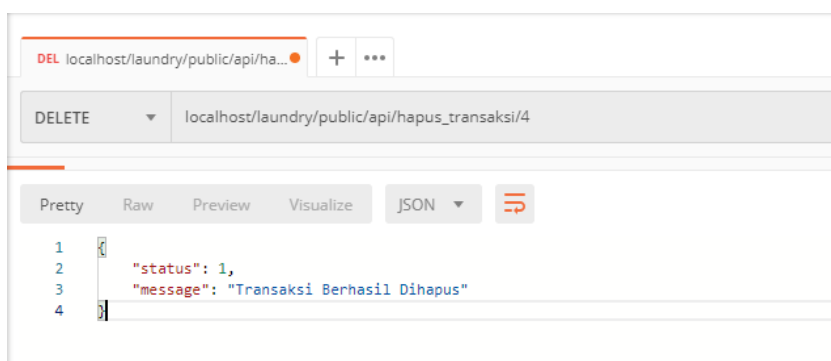 DEL localhost/laundry/public/api/ha...
DELETE localhost/laundry/public/api/hapus_transaksi/4
Pretty Raw Preview Visualize JSON
1 {
2 "status": 1,
3 "message": "Transaksi Berhasil Dihapus"
4 }